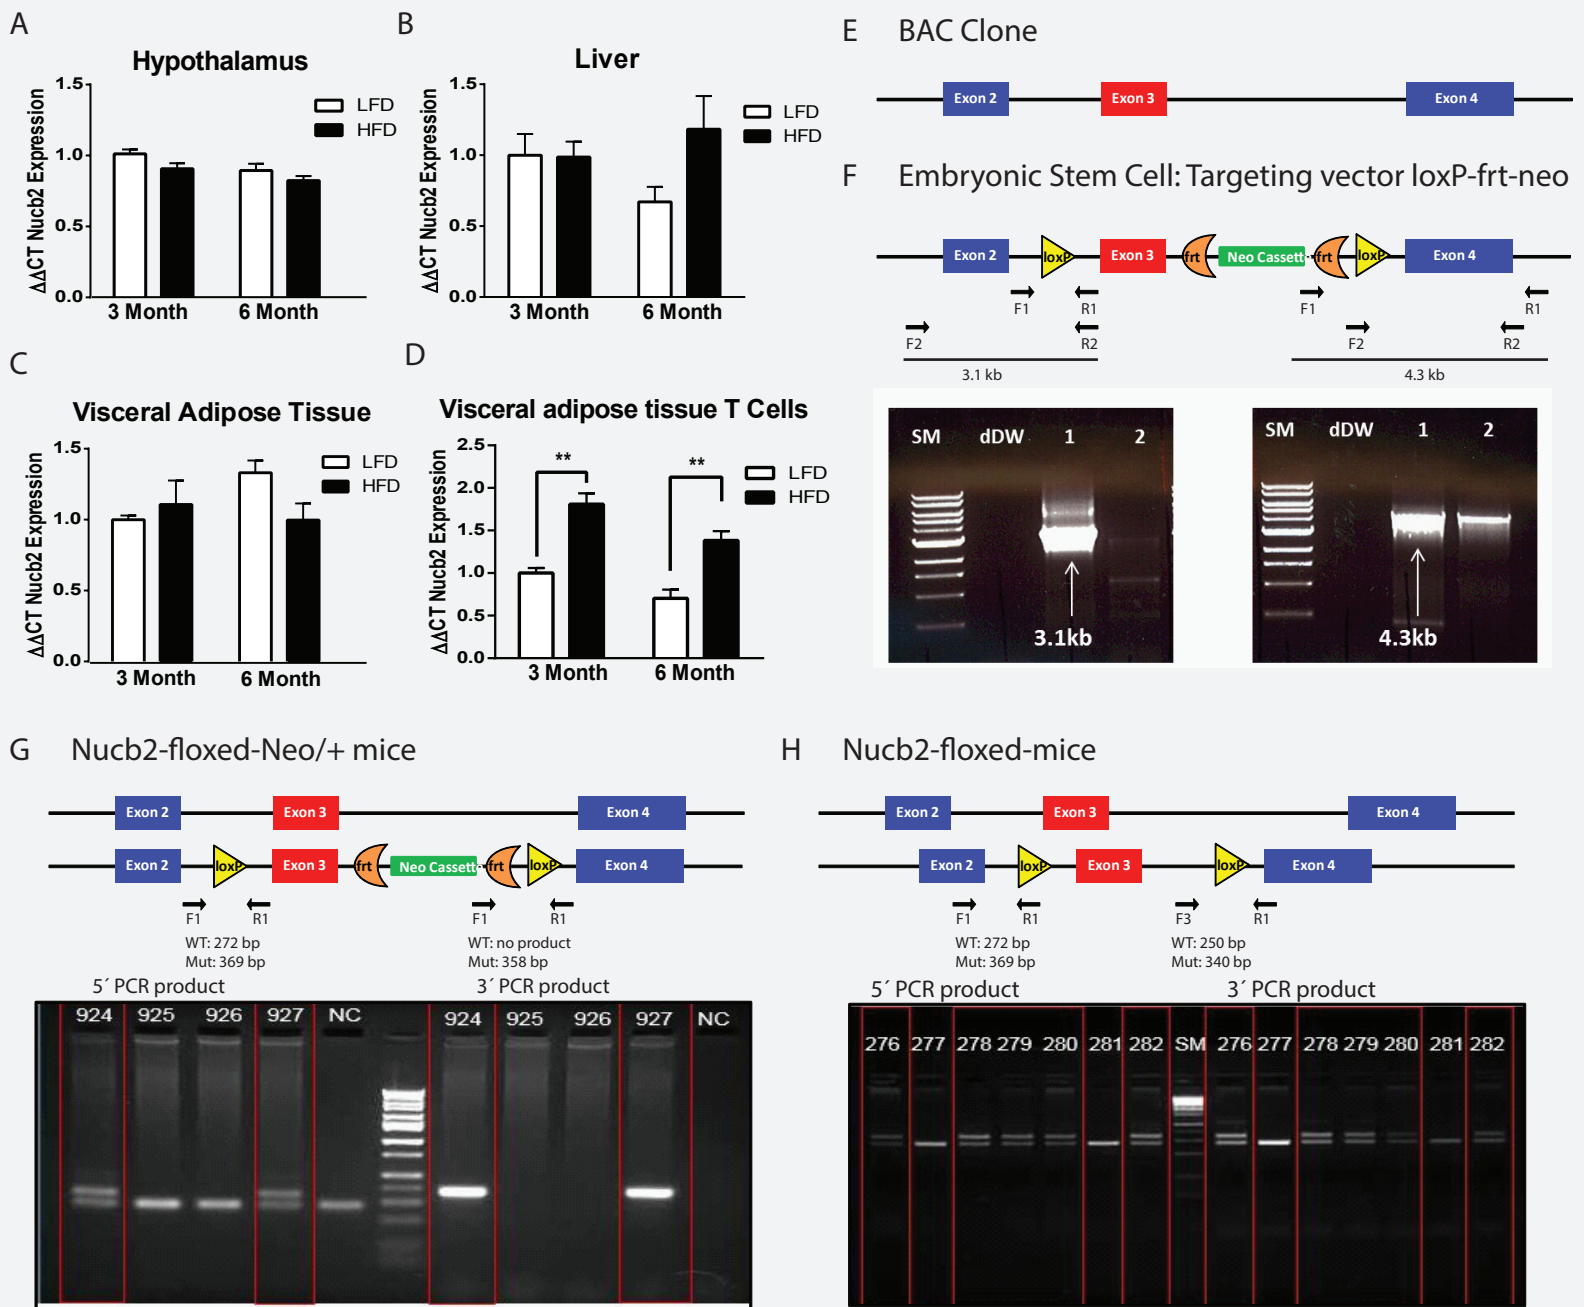 A
Hypothalamus
ΔΔCT Nucb2 Expression
1.5
1.0
0.5
0.0
LFD
HFD
3 Month 6 Month
B
Liver
ΔΔCT Nucb2 Expression
1.5
1.0
0.5
0.0
LFD
HFD
3 Month 6 Month
C
Visceral Adipose Tissue
ΔΔCT Nucb2 Expression
1.5
1.0
0.5
0.0
LFD
HFD
3 Month 6 Month
D
Visceral adipose tissue T Cells
ΔΔCT Nucb2 Expression
2.5
2.0
1.5
1.0
0.5
0.0
** **
LFD
HFD
3 Month 6 Month
E BAC Clone
Exon 2 Exon 3 Exon 4
F Embryonic Stem Cell: Targeting vector loxP-frt-neo
Exon 2 loxP Exon 3 frt Neo Cassett frt loxP Exon 4
F1 R1 F1 R1
F2 R2 F2 R2
3.1 kb 4.3 kb
SM dDW 1 2
3.1kb
SM dDW 1 2
4.3kb
G Nucb2-floxed-Neo/+ mice
Exon 2 Exon 3 Exon 4
Exon 2 loxP Exon 3 frt Neo Cassett frt loxP Exon 4
F1 R1 F1 R1
WT: 272 bp WT: no product
Mut: 369 bp Mut: 358 bp
5´ PCR product 3´ PCR product
924 925 926 927 NC 924 925 926 927 NC
H Nucb2-floxed-mice
Exon 2 Exon 3 Exon 4
Exon 2 loxP Exon 3 loxP Exon 4
F1 R1 F3 R1
WT: 272 bp WT: 250 bp
Mut: 369 bp Mut: 340 bp
5´ PCR product 3´ PCR product
276 277 278 279 280 281 282 SM 276 277 278 279 280 281 282